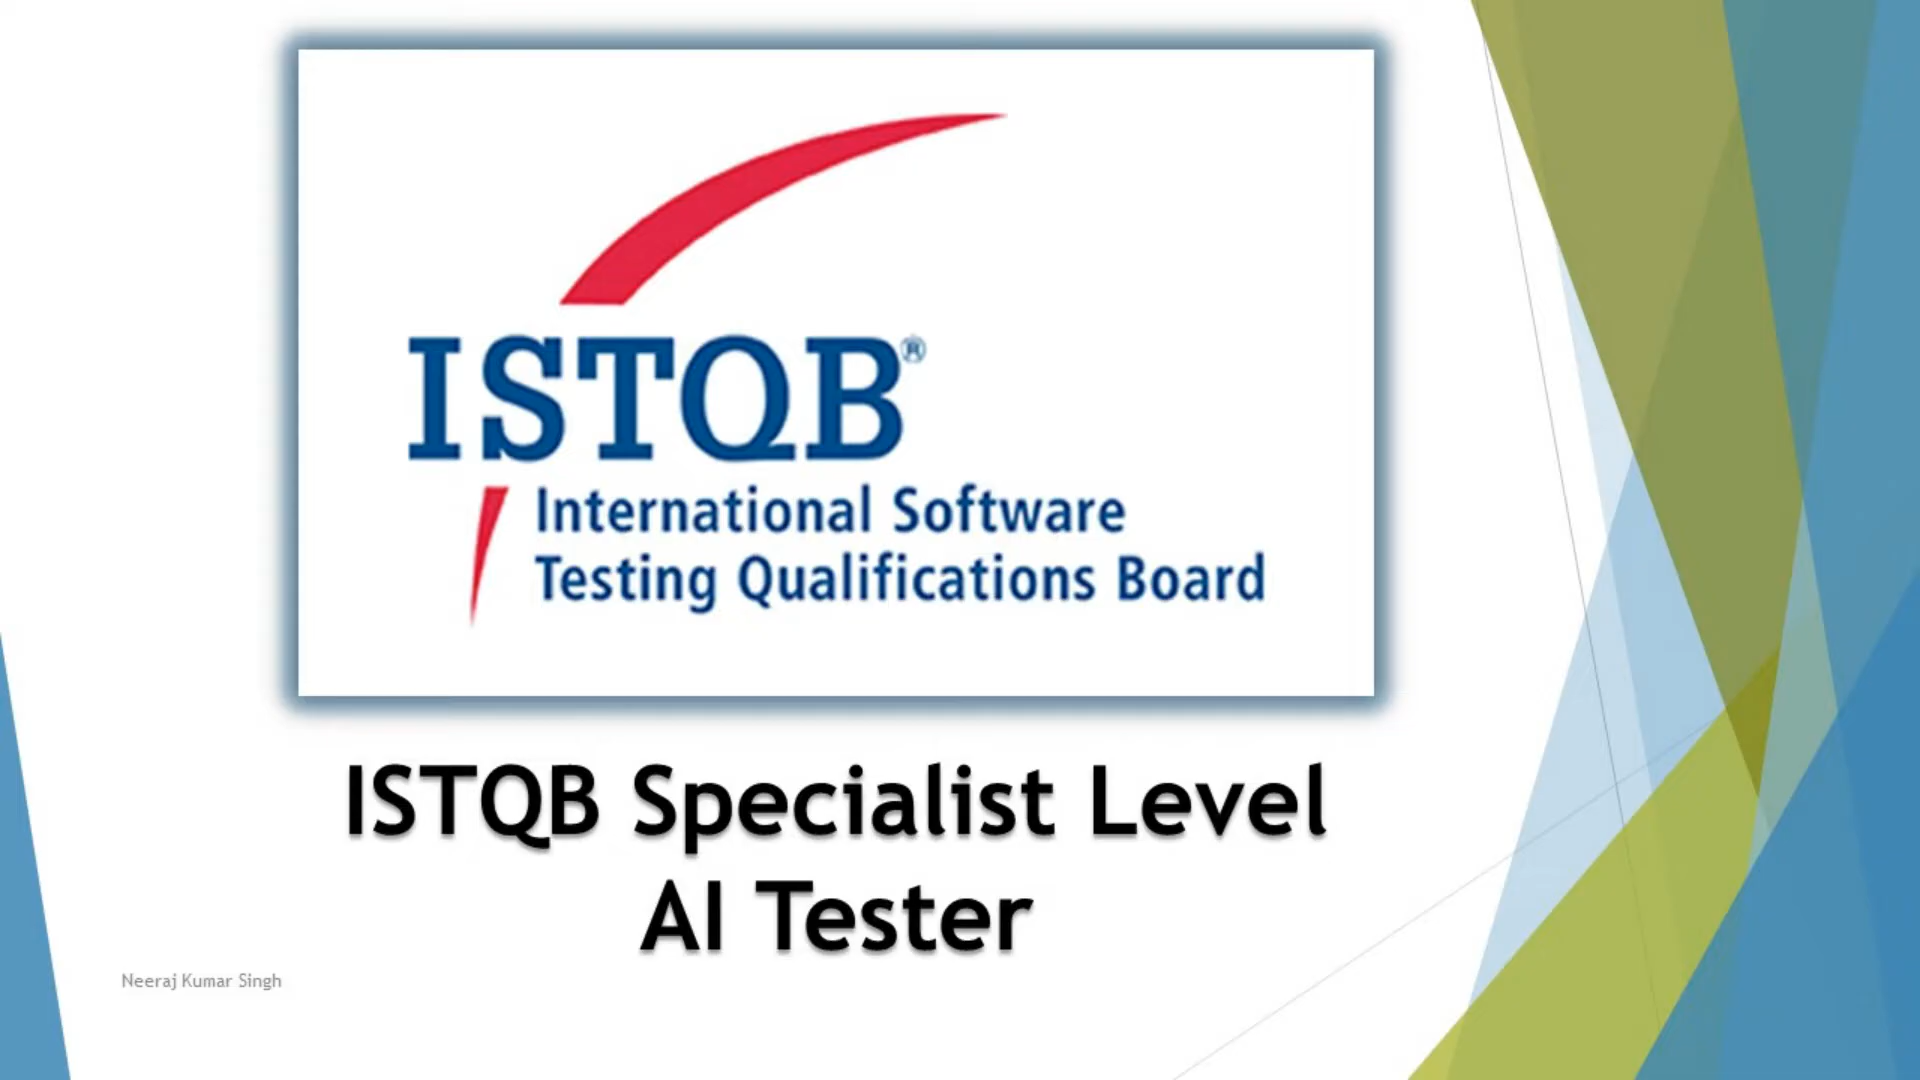 ISTQB®
International Software
Testing Qualifications Board
ISTQB Specialist Level
AI Tester
Neeraj Kumar Singh